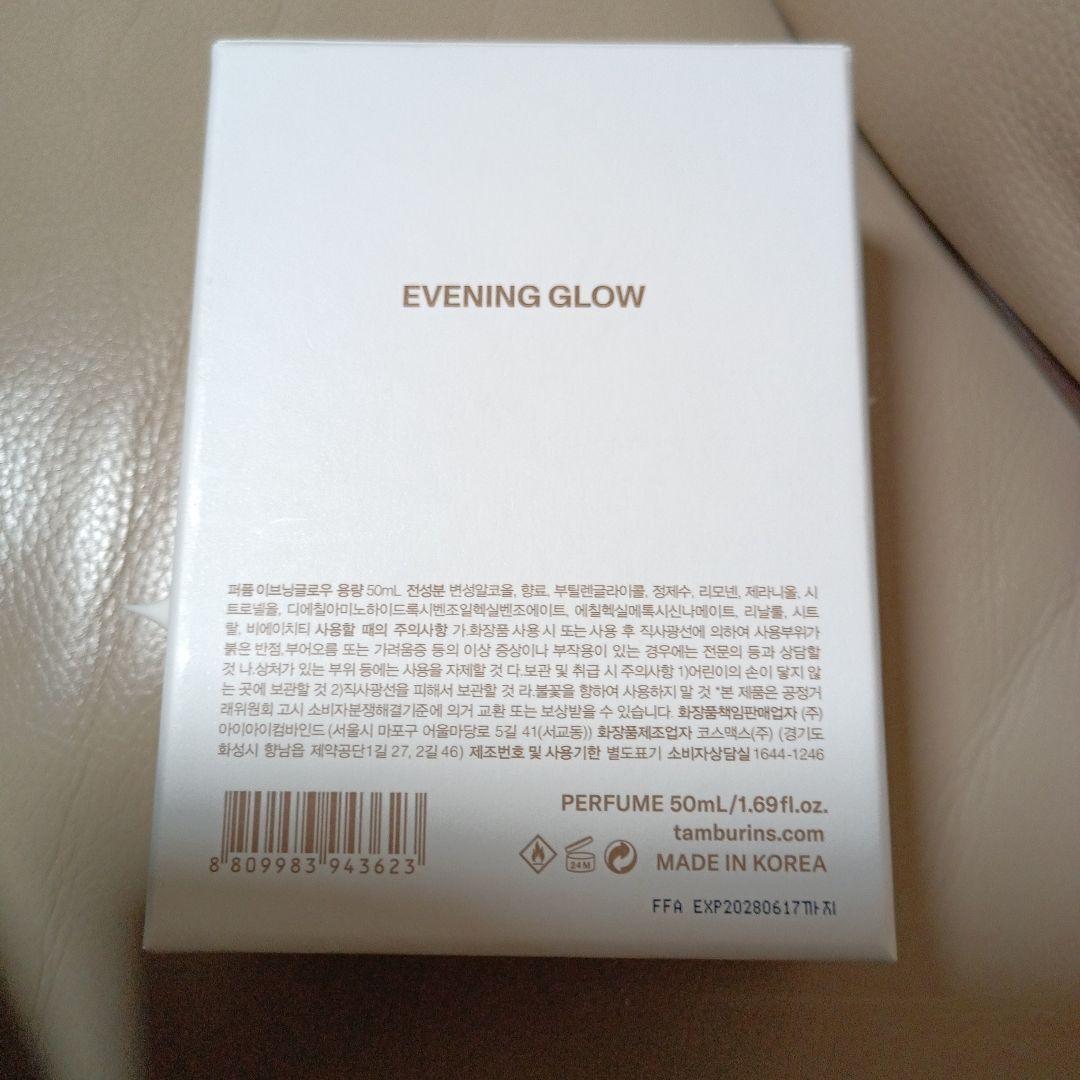 EVENING GLOW
퍼퓸 이브닝글로우 용량 50mL 전성분 변성알코올, 향료, 부틸렌글라이콜, 정제수, 리모넨, 제라니올, 시
트로넬올, 디에칠아미노하이드록시벤조일헥실벤조에이트, 에칠헥실메톡시신나메이트, 리날룰, 시트
랄, 비에이치티 사용할 때의 주의사항 가.화장품 사용 시 또는 사용 후 직사광선에 의하여 사용부위가
붉은 반점,부어오름 또는 가려움증 등의 이상 증상이나 부작용이 있는 경우에는 전문의 등과 상담할
것 나.상처가 있는 부위 등에는 사용을 자제할 것 다.보관 및 취급 시 주의사항 1)어린이의 손이 닿지 않
는 곳에 보관할 것 2)직사광선을 피해서 보관할 것 라.불꽃을 향하여 사용하지 말 것 *본 제품은 공정거
래위원회 고시 소비자분쟁해결기준에 의거 교환 또는 보상받을 수 있습니다. 화장품책임판매업자 (주)
아이아이컴바인드 (서울시 마포구 어울마당로 5길 41(서교동)) 화장품제조업자 코스맥스(주) (경기도
화성시 향남읍 제약공단1길 27, 2길 46) 제조번호 및 사용기한 별도표기 소비자상담실 1644-1246
PERFUME 50mL/1.69fl.oz.
tamburins.com
24M
MADE IN KOREA
8 809983 943623
FFA EXP20280617까지